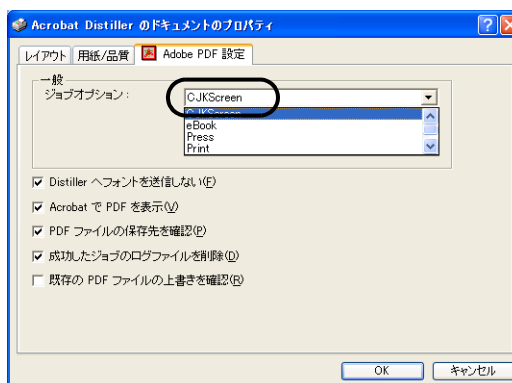 Acrobat Distiller のドキュメントのプロパティ
レイアウト 用紙/品質 Adobe PDF 設定
一般
ジョブオプション: CJKScreen
CJKScreen
eBook
Press
Print
Distiller へフォントを送信しない(F)
Acrobat で PDF を表示(V)
PDF ファイルの保存先を確認(P)
成功したジョブのログファイルを削除(D)
既存の PDF ファイルの上書きを確認(R)
OK キャンセル